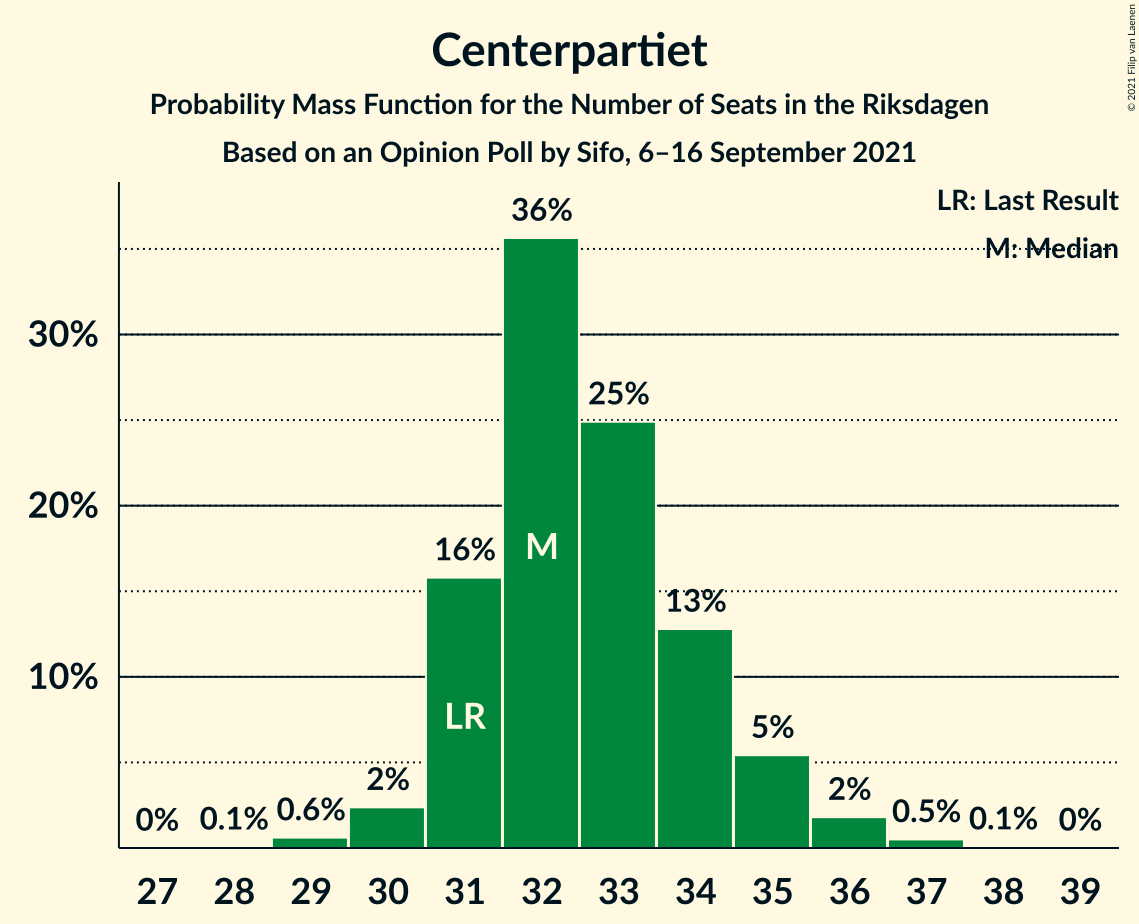 Centerpartiet
Probability Mass Function for the Number of Seats in the Riksdagen
Based on an Opinion Poll by Sifo, 6–16 September 2021
© 2021 Filip van Laenen
LR: Last Result
M: Median
36%
30%
25%
20%
16%
M
13%
10%
LR
5%
2%
2%
0% 0.1% 0.6% 0.5% 0.1% 0%
27 28 29 30 31 32 33 34 35 36 37 38 39